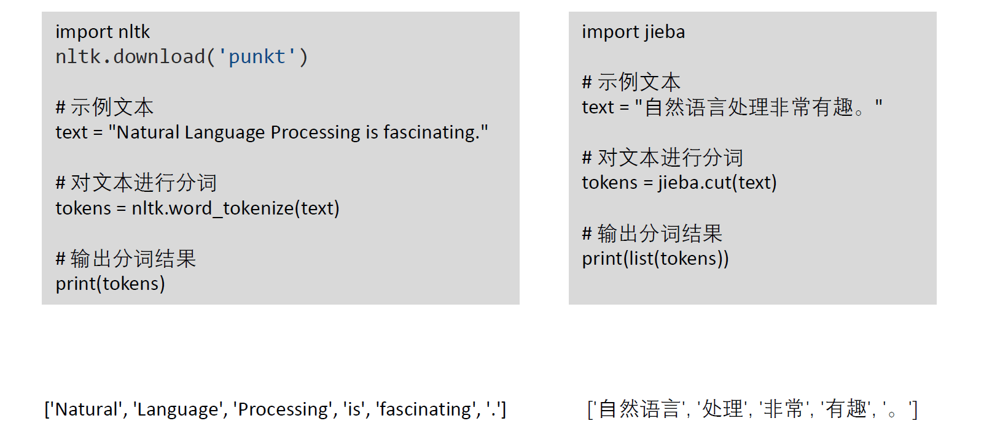 import nltk
nltk.download('punkt')
# 示例文本
text = "Natural Language Processing is fascinating."
# 对文本进行分词
tokens = nltk.word_tokenize(text)
# 输出分词结果
print(tokens)
import jieba
# 示例文本
text = "自然语言处理非常有趣。"
# 对文本进行分词
tokens = jieba.cut(text)
# 输出分词结果
print(list(tokens))
['Natural', 'Language', 'Processing', 'is', 'fascinating', '.']
['自然语言', '处理', '非常', '有趣', '。']